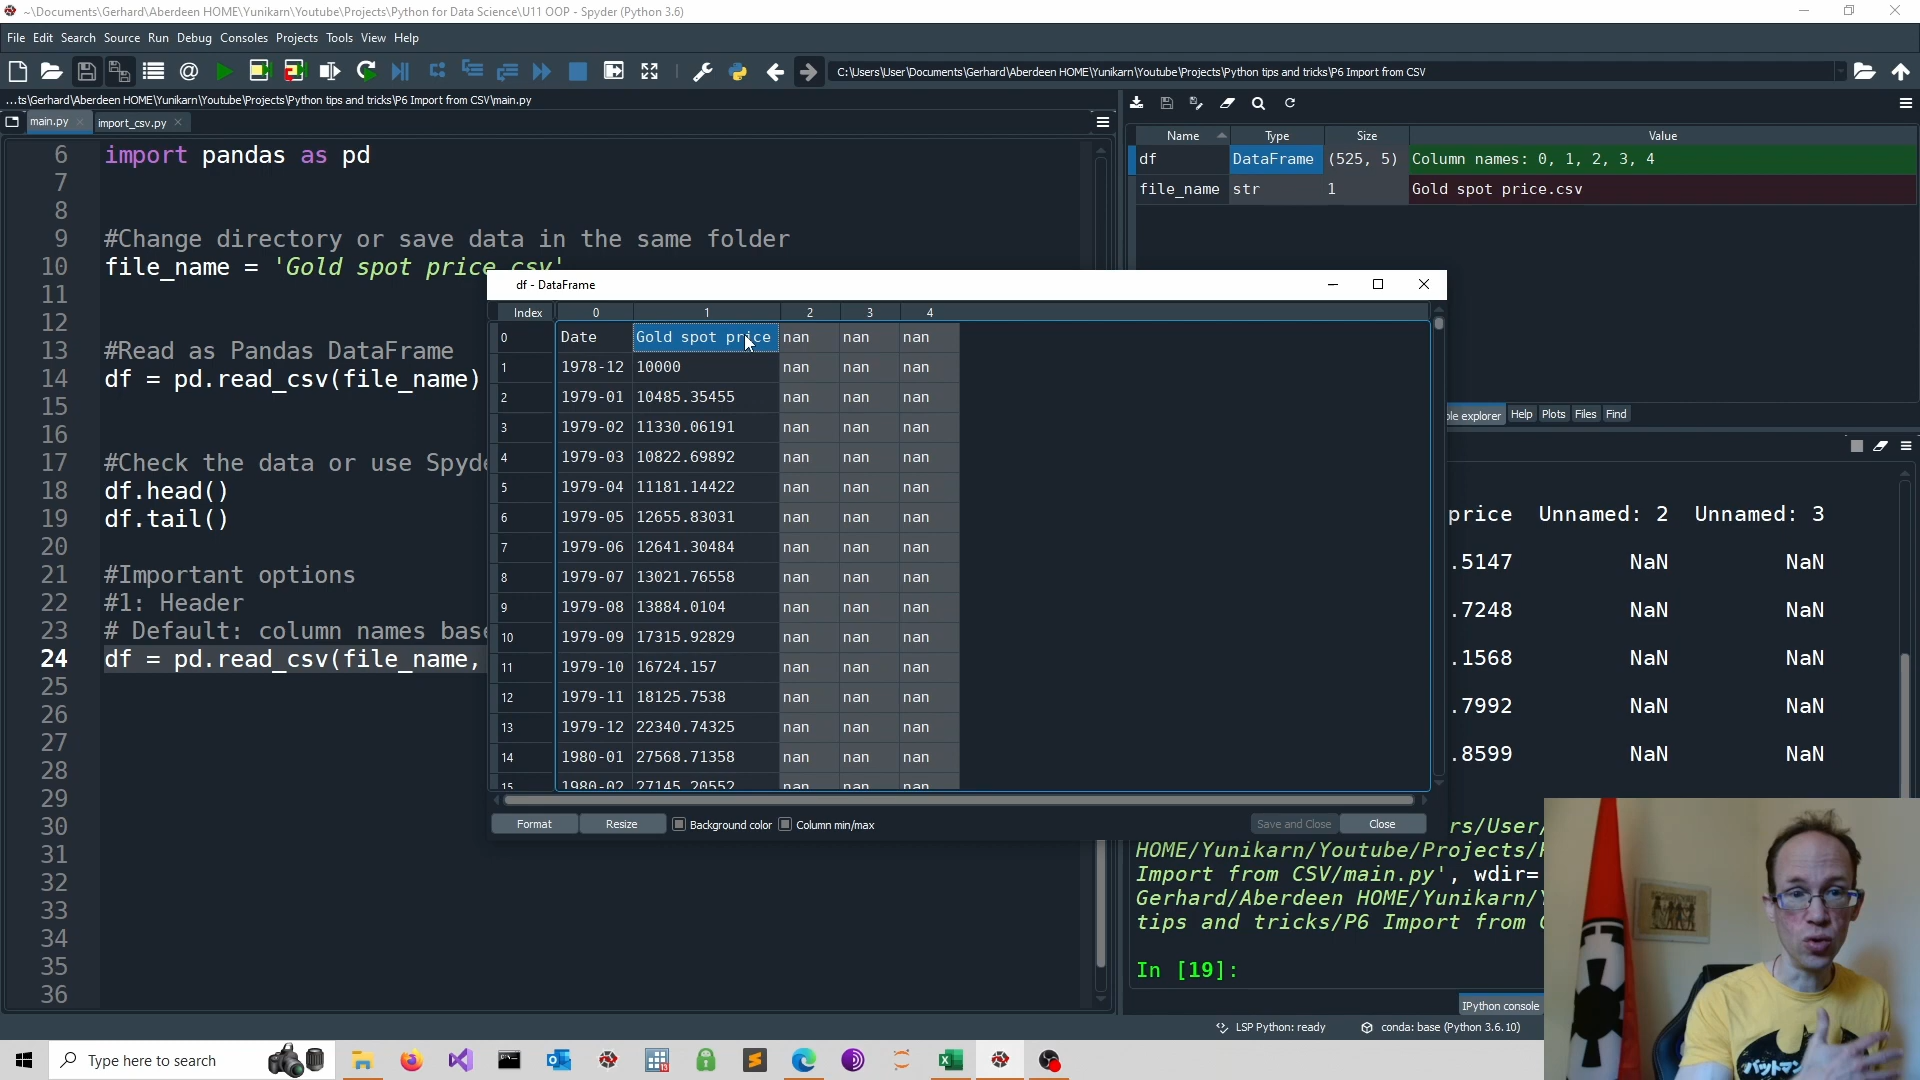 ~\Documents\Gerhard\Aberdeen HOME\Yunikarn\Youtube\Projects\Python for Data Science\U11 OOP - Spyder (Python 3.6)
File Edit Search Source Run Debug Consoles Projects Tools View Help
C:\Users\User\Documents\Gerhard\Aberdeen HOME\Yunikarn\Youtube\Projects\Python tips and tricks\P6 Import from CSV
...ts\Gerhard\Aberdeen HOME\Yunikarn\Youtube\Projects\Python tips and tricks\P6 Import from CSV\main.py
main.py import_csv.py
6 import pandas as pd
7
8
9 #Change directory or save data in the same folder
10 file_name = 'Gold spot price.csv'
11
12
13 #Read as Pandas DataFrame
14 df = pd.read_csv(file_name)
15
16
17 #Check the data or use Spyde
18 df.head()
19 df.tail()
20
21 #Important options
22 #1: Header
23 # Default: column names base
24 df = pd.read_csv(file_name,
25
26
27
28
29
30
31
32
33
34
35
36
Name Type Size Value
df DataFrame (525, 5) Column names: 0, 1, 2, 3, 4
file_name str 1 Gold spot price.csv
df - DataFrame
Index 0 1 2 3 4
0 Date Gold spot price nan nan nan
1 1978-12 10000 nan nan nan
2 1979-01 10485.35455 nan nan nan
3 1979-02 11330.06191 nan nan nan
4 1979-03 10822.69892 nan nan nan
5 1979-04 11181.14422 nan nan nan
6 1979-05 12655.83031 nan nan nan
7 1979-06 12641.30484 nan nan nan
8 1979-07 13021.76558 nan nan nan
9 1979-08 13884.0104 nan nan nan
10 1979-09 17315.92829 nan nan nan
11 1979-10 16724.157 nan nan nan
12 1979-11 18125.7538 nan nan nan
13 1979-12 22340.74325 nan nan nan
14 1980-01 27568.71358 nan nan nan
15 1980-02 27145.20552 nan nan nan
Format Resize Background color Column min/max Save and Close Close
ble explorer Help Plots Files Find
price Unnamed: 2 Unnamed: 3
.5147 NaN NaN
.7248 NaN NaN
.1568 NaN NaN
.7992 NaN NaN
.8599 NaN NaN
rs/User/
HOME/Yunikarn/Youtube/Projects/
Import from CSV/main.py', wdir=
Gerhard/Aberdeen HOME/Yunikarn/
tips and tricks/P6 Import from
In [19]:
IPython console
LSP Python: ready conda: base (Python 3.6.10)
Type here to search
バットマン